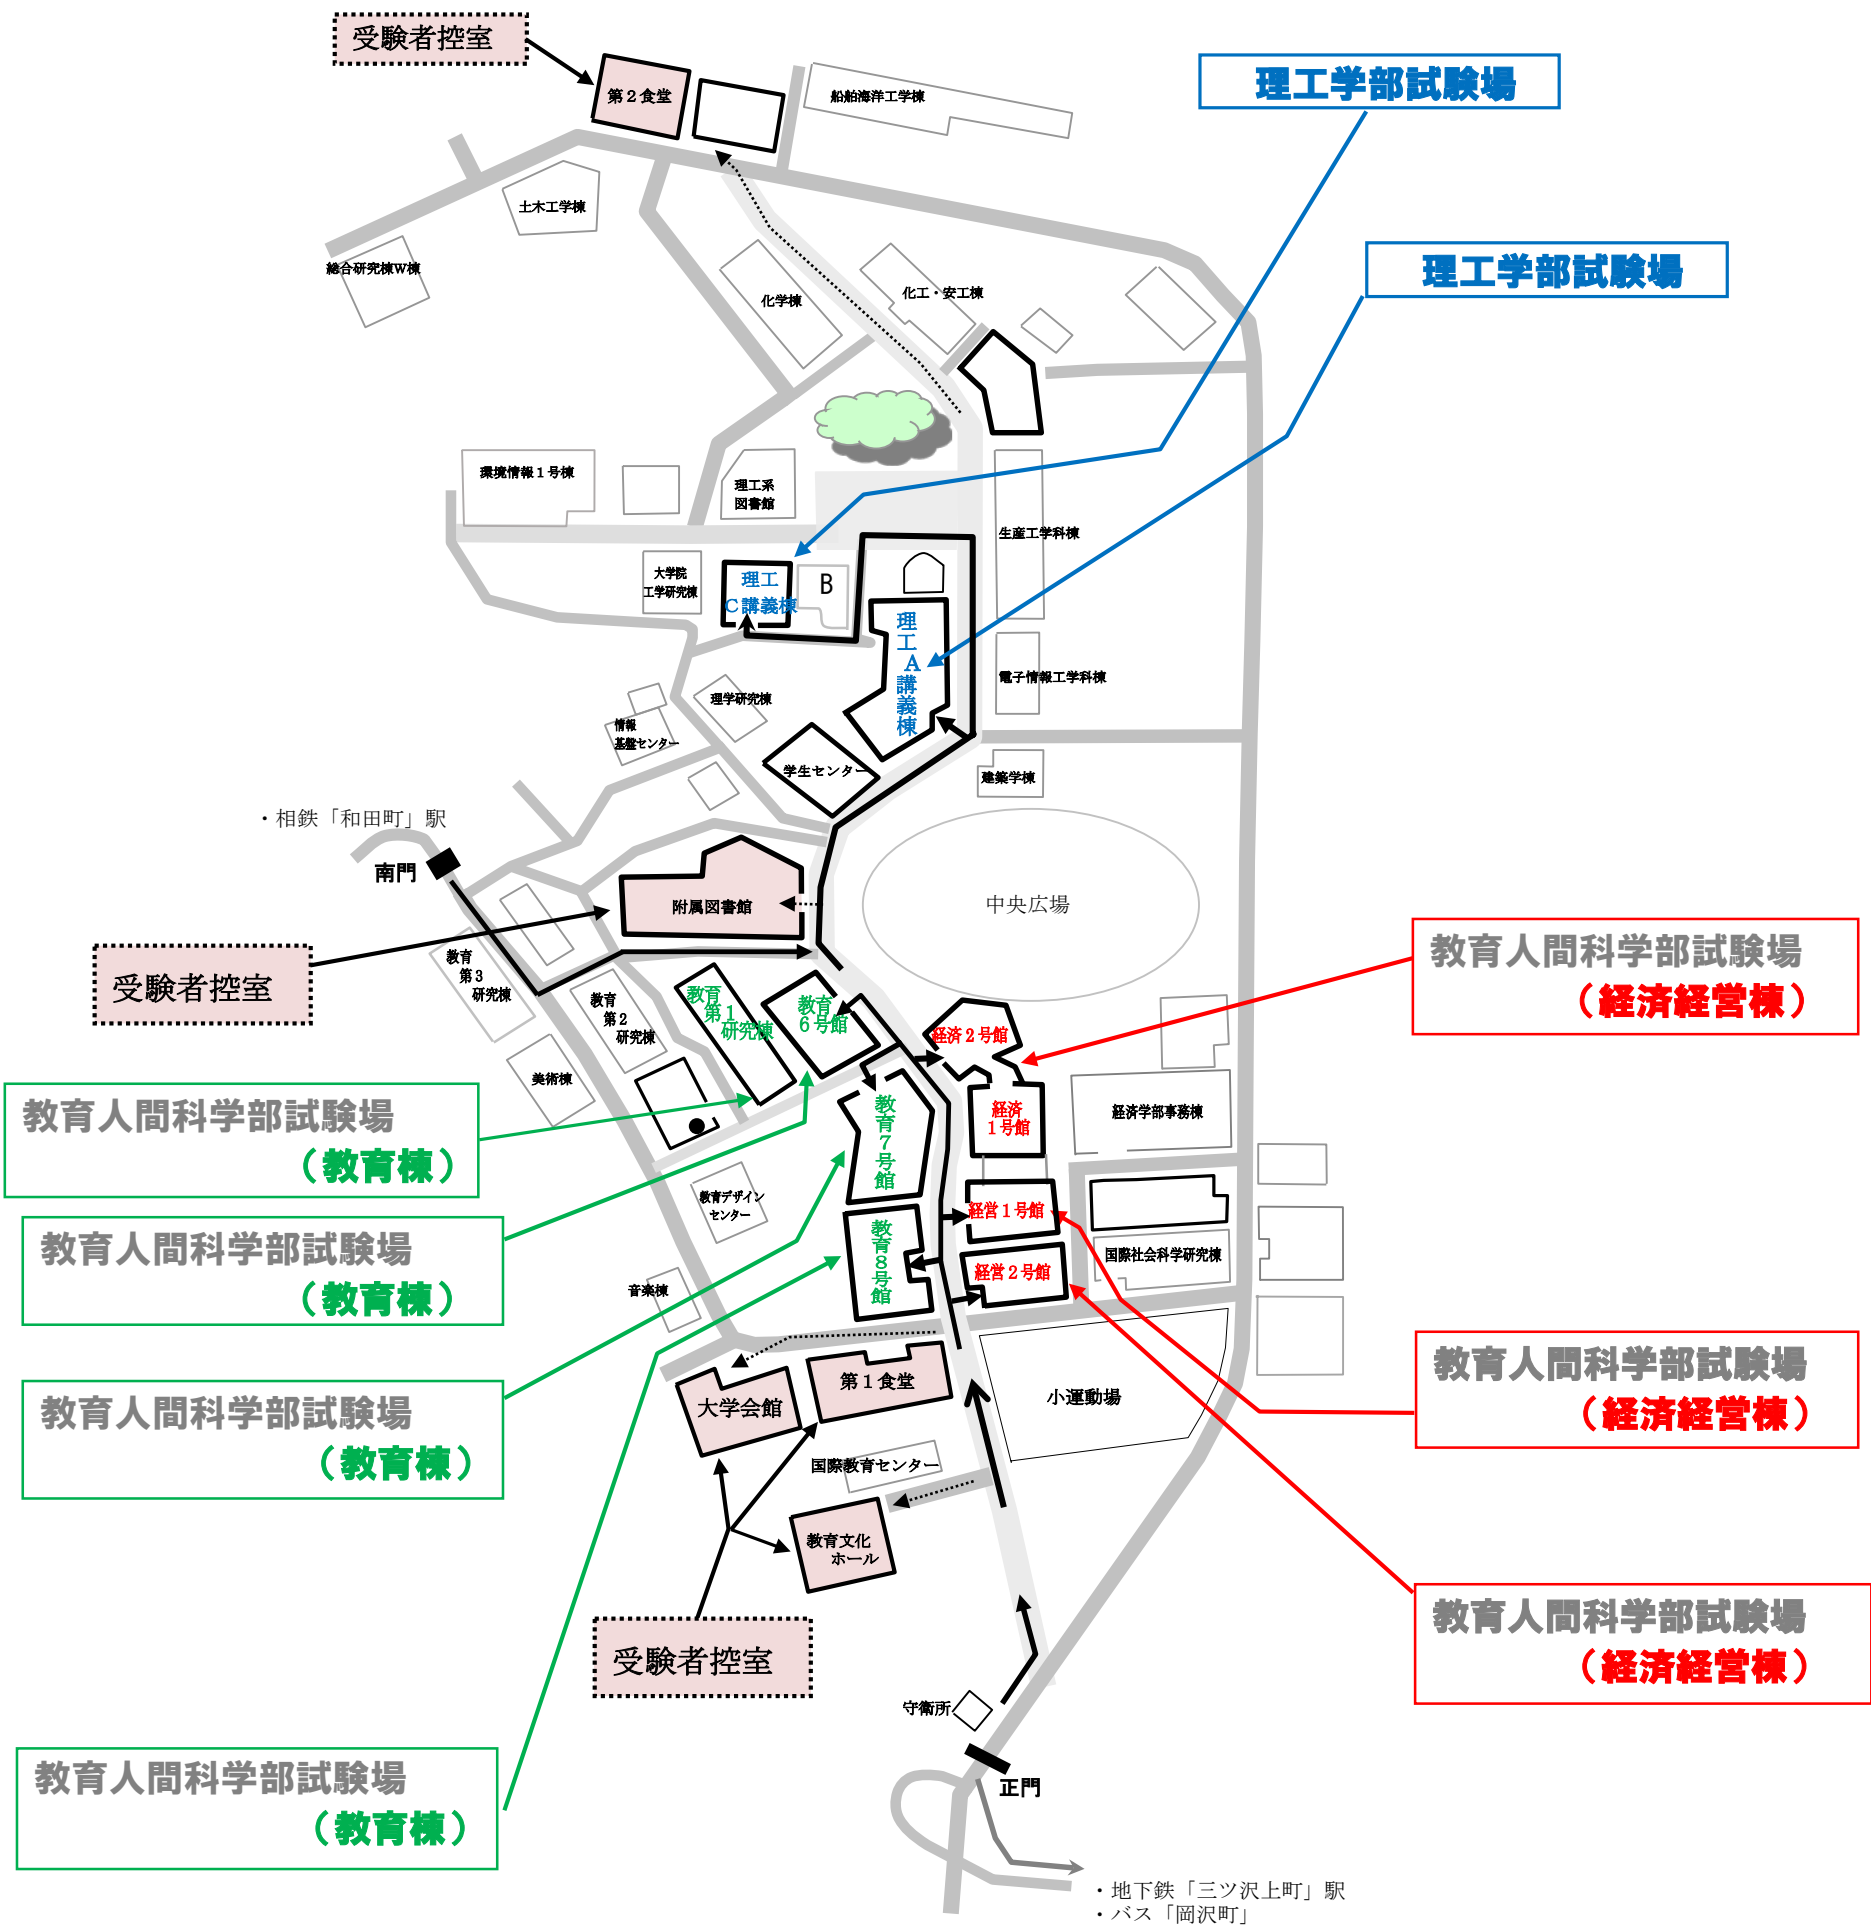 受験者控室
理工学部試験場
第２食堂
船舶海洋工学棟
土木工学棟
理工学部試験場
総合研究棟W棟
化学棟
化工・安工棟
環境情報１号棟
理工系
図書館
生産工学科棟
大学院
工学研究棟
理工
Ｃ講義棟
B
理工Ａ講義棟
電子情報工学科棟
理学研究棟
情報
基盤センター
学生センター
建築学棟
・相鉄「和田町」駅
南門
附属図書館
中央広場
教育人間科学部試験場
（経済経営棟）
受験者控室
教育
第３
研究棟
教育
第２
研究棟
教育
第１
研究棟
教育
６号館
経済２号館
美術棟
教育人間科学部試験場
（教育棟）
教育７号館
経済
１号館
経済学部事務棟
教育デザイン
センター
経営１号館
教育人間科学部試験場
（教育棟）
教育８号館
経営２号館
国際社会科学研究棟
音楽棟
教育人間科学部試験場
（経済経営棟）
教育人間科学部試験場
（教育棟）
大学会館
第１食堂
小運動場
国際教育センター
教育文化
ホール
受験者控室
教育人間科学部試験場
（経済経営棟）
守衛所
正門
教育人間科学部試験場
（教育棟）
・地下鉄「三ツ沢上町」駅
・バス「岡沢町」